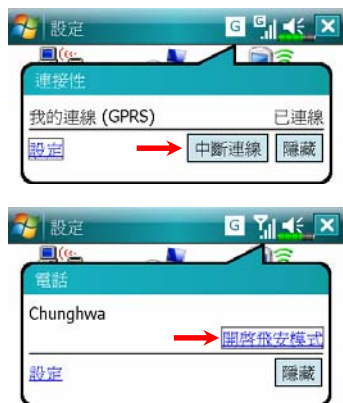 設定 G G
連接性
我的連線 (GPRS) 已連線
設定 中斷連線 隱藏
設定 G
電話
Chunghwa
開啓飛安模式
設定 隱藏